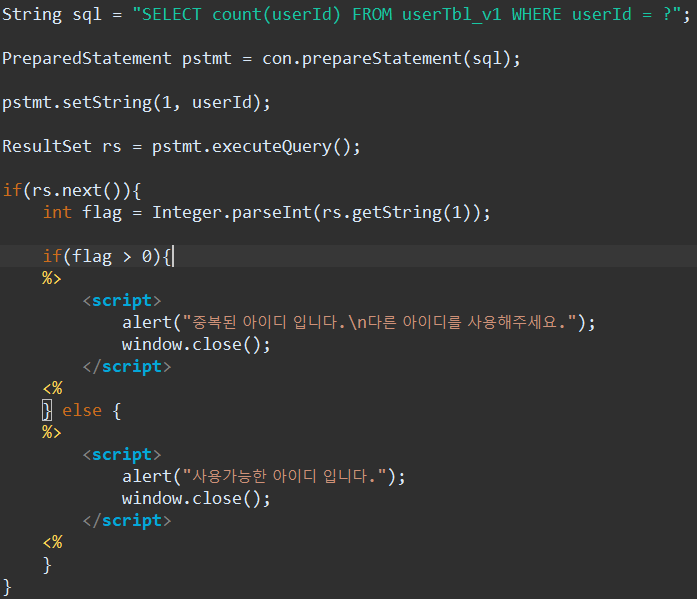 String sql = "SELECT count(userId) FROM userTbl_v1 WHERE userId = ?";
PreparedStatement pstmt = con.prepareStatement(sql);
pstmt.setString(1, userId);
ResultSet rs = pstmt.executeQuery();
if(rs.next()){
int flag = Integer.parseInt(rs.getString(1));
if(flag > 0){
%>
<script>
alert("중복된 아이디 입니다.\n다른 아이디를 사용해주세요.");
window.close();
</script>
<%
} else {
%>
<script>
alert("사용가능한 아이디 입니다.");
window.close();
</script>
<%
}
}